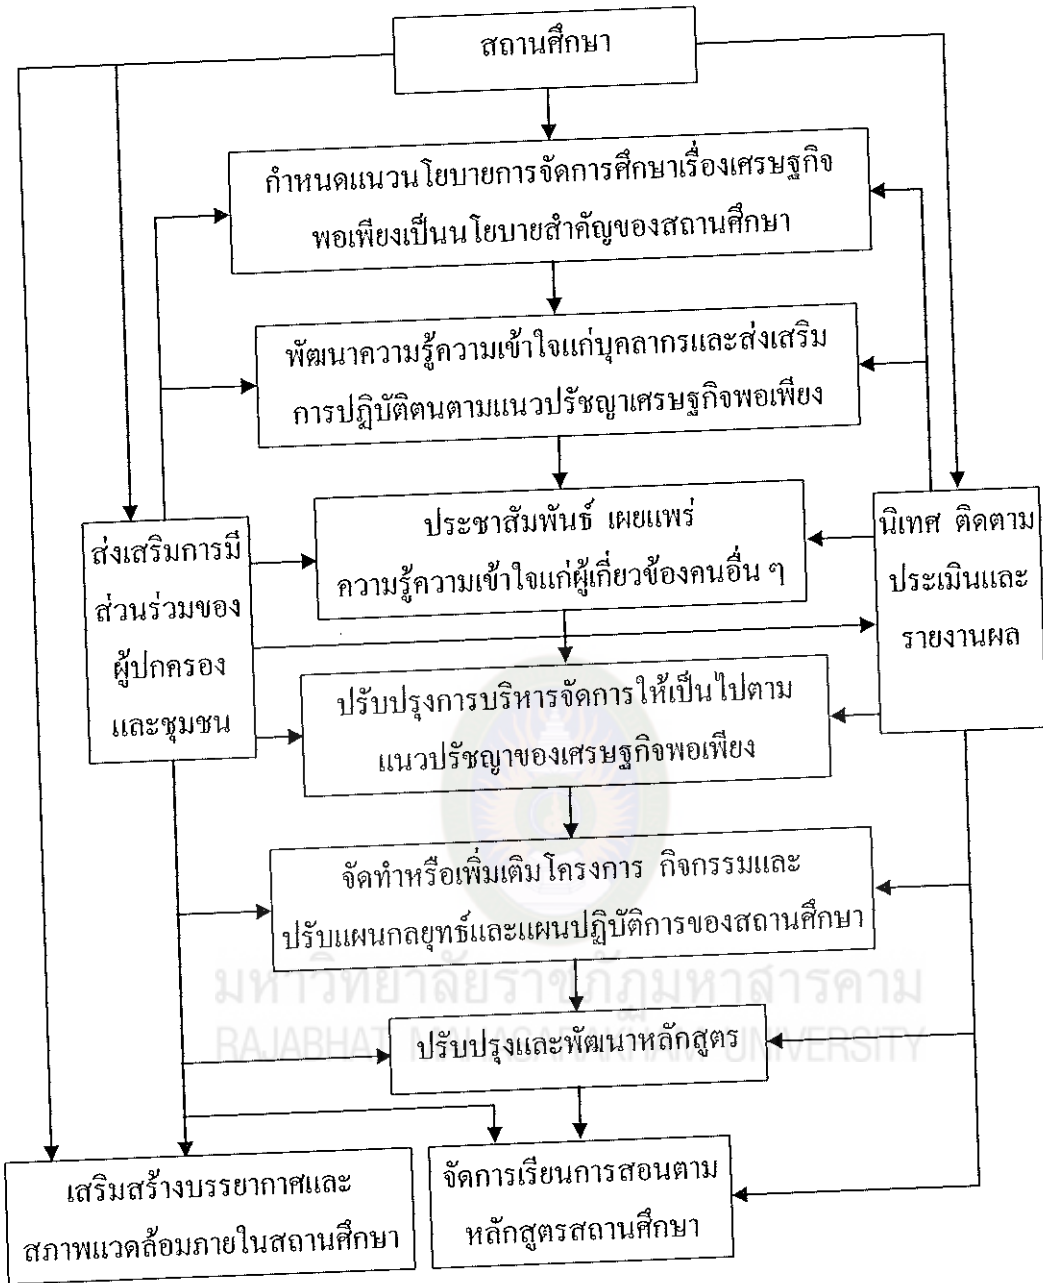 สถานศึกษา
กำหนดแนวนโยบายการจัดการศึกษาเรื่องเศรษฐกิจ
พอเพียงเป็นนโยบายสำคัญของสถานศึกษา
พัฒนาความรู้ความเข้าใจแก่บุคลากรและส่งเสริม
การปฏิบัติตนตามแนวปรัชญาเศรษฐกิจพอเพียง
ประชาสัมพันธ์ เผยแพร่
ความรู้ความเข้าใจแก่ผู้เกี่ยวข้องคนอื่น ๆ
ส่งเสริมการมี
ส่วนร่วมของ
ผู้ปกครอง
และชุมชน
นิเทศ ติดตาม
ประเมินและ
รายงานผล
ปรับปรุงการบริหารจัดการให้เป็นไปตาม
แนวปรัชญาของเศรษฐกิจพอเพียง
จัดทำหรือเพิ่มเติมโครงการ กิจกรรมและ
ปรับแผนกลยุทธ์และแผนปฏิบัติการของสถานศึกษา
มหาวิทยาลัยราชภัฏมหาสารคาม
RAJABHAT MAHASARAKHAM UNIVERSITY
ปรับปรุงและพัฒนาหลักสูตร
เสริมสร้างบรรยากาศและ
สภาพแวดล้อมภายในสถานศึกษา
จัดการเรียนการสอนตาม
หลักสูตรสถานศึกษา